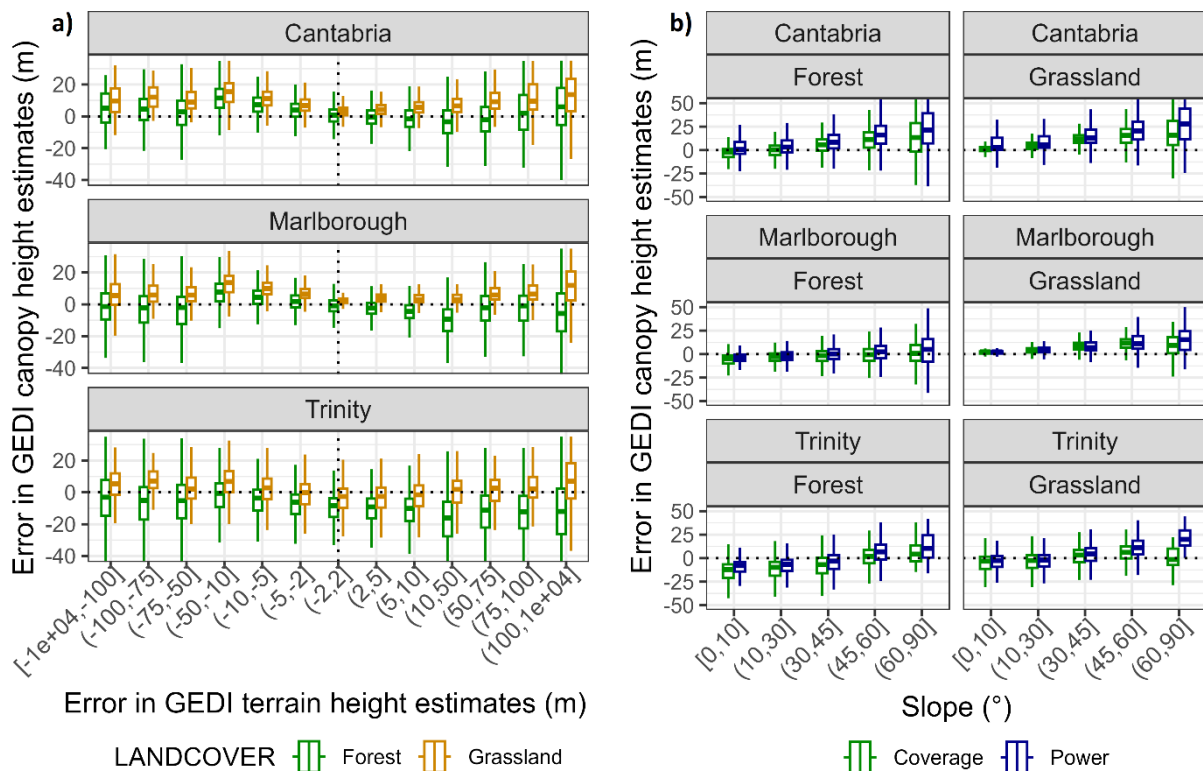 a)
Error in GEDI canopy height estimates (m)
Cantabria
20
0
-20
-40
Marlborough
20
0
-20
-40
Trinity
20
0
-20
-40
[-1e+04,-100]
(-100,-75]
(-75,-50]
(-50,-10]
(-10,-5]
(-5,-2]
(-2,2]
(2,5]
(5,10]
(10,50]
(50,75]
(75,100]
(100,1e+04]
Error in GEDI terrain height estimates (m)
LANDCOVER Forest Grassland
b)
Error in GEDI canopy height estimates (m)
Cantabria Cantabria
Forest Grassland
50
25
0
-25
-50
Marlborough Marlborough
Forest Grassland
50
25
0
-25
-50
Trinity Trinity
Forest Grassland
50
25
0
-25
-50
[0,10]
(10,30]
(30,45]
(45,60]
(60,90]
[0,10]
(10,30]
(30,45]
(45,60]
(60,90]
Slope (°)
Coverage Power